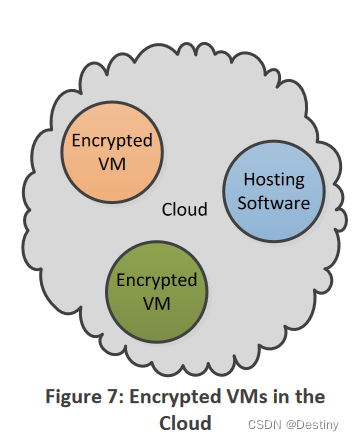 Encrypted
VM
Hosting
Software
Cloud
Encrypted
VM
Figure 7: Encrypted VMs in the
Cloud
CSDN @Destiny